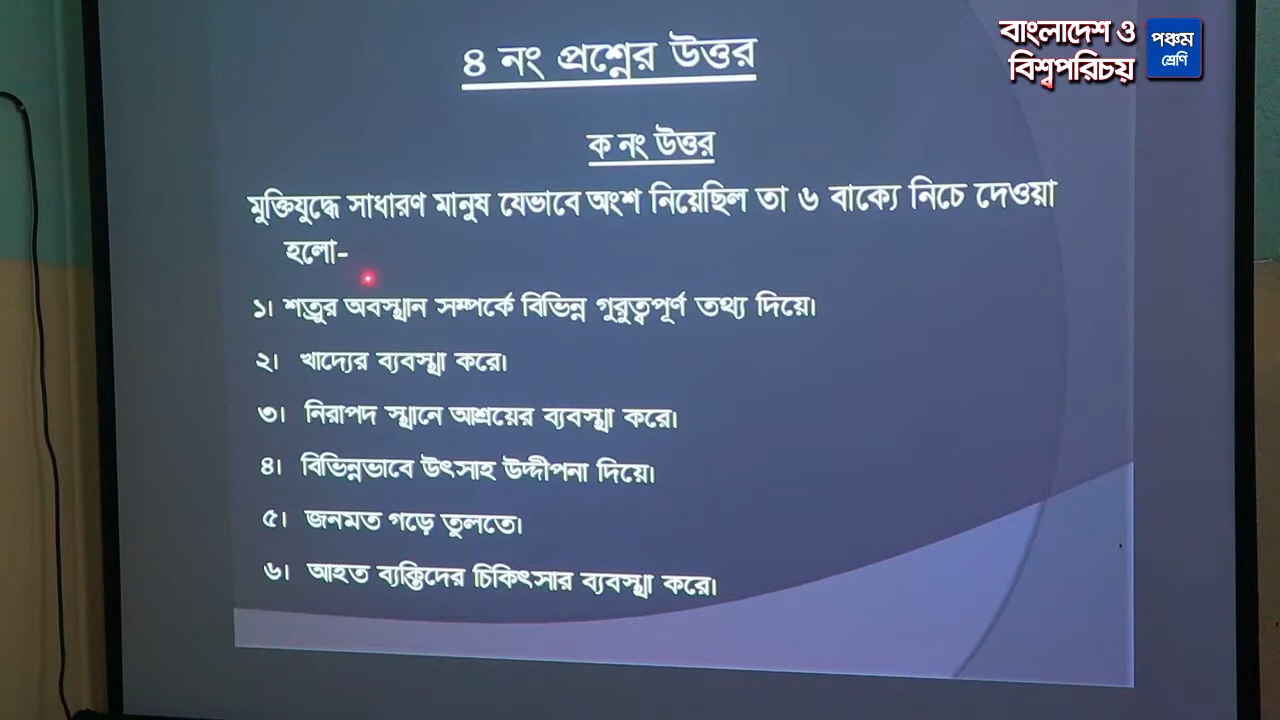 বাংলাদেশ ও
বিশ্বপরিচয়
পঞ্চম
শ্রেণি
৪ নং প্রশ্নের উত্তর
ক নং উত্তর
মুক্তিযুদ্ধে সাধারণ মানুষ যেভাবে অংশ নিয়েছিল তা ৬ বাক্যে নিচে দেওয়া
হলো-
১। শত্রুর অবস্থান সম্পর্কে বিভিন্ন গুরুত্বপূর্ণ তথ্য দিয়ে।
২। খাদ্যের ব্যবস্থা করে।
৩। নিরাপদ স্থানে আশ্রয়ের ব্যবস্থা করে।
৪। বিভিন্নভাবে উৎসাহ উদ্দীপনা দিয়ে।
৫। জনমত গড়ে তুলতে।
৬। আহত ব্যক্তিদের চিকিৎসার ব্যবস্থা করে।